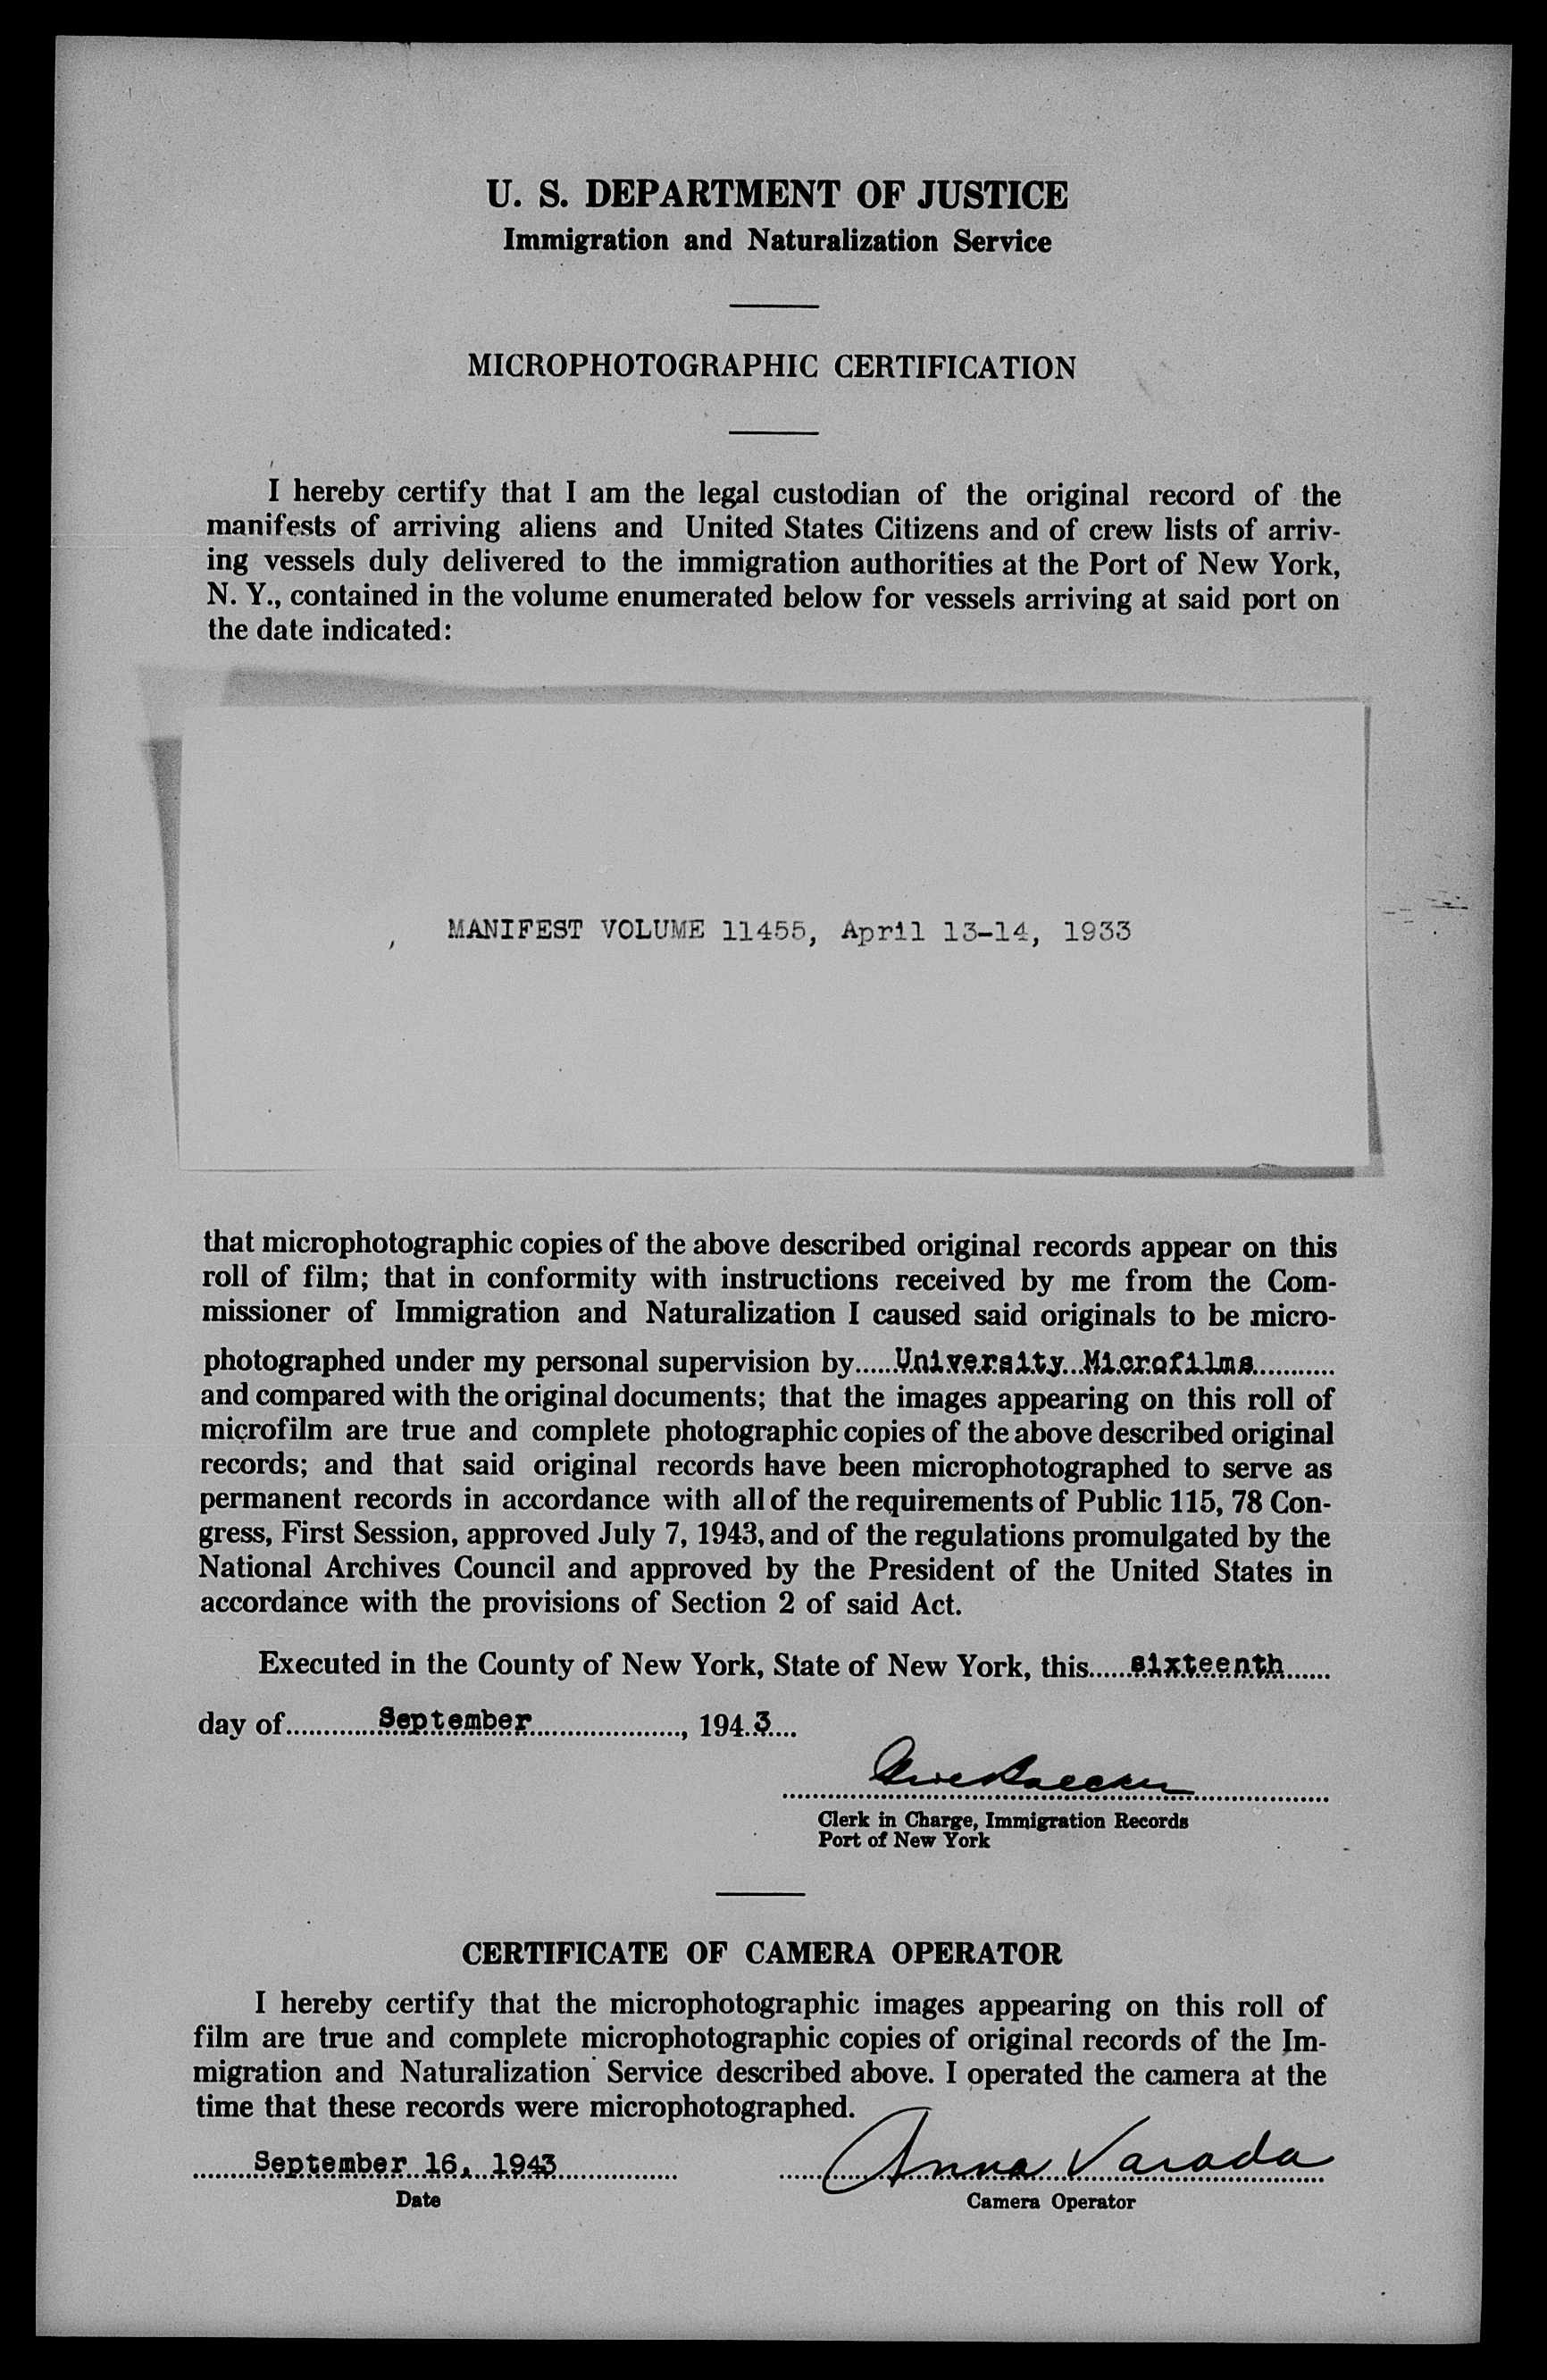 U. S. DEPARTMENT OF JUSTICE
Immigration and Naturalization Service
MICROPHOTOGRAPHIC CERTIFICATION
I hereby certify that I am the legal custodian of the original record of the
manifests of arriving aliens and United States Citizens and of crew lists of arriv-
ing vessels duly delivered to the immigration authorities at the Port of New York,
N. Y., contained in the volume enumerated below for vessels arriving at said port on
the date indicated:
MANIFEST VOLUME 11455, April 13-14, 1933
that microphotographic copies of the above described original records appear on this
roll of film; that in conformity with instructions received by me from the Com-
missioner of Immigration and Naturalization I caused said originals to be micro-
photographed under my personal supervision by......University Microfilms...........
and compared with the original documents; that the images appearing on this roll of
microfilm are true and complete photographic copies of the above described original
records; and that said original records have been microphotographed to serve as
permanent records in accordance with all of the requirements of Public 115, 78 Con-
gress, First Session, approved July 7, 1943, and of the regulations promulgated by the
National Archives Council and approved by the President of the United States in
accordance with the provisions of Section 2 of said Act.
Executed in the County of New York, State of New York, this......sixteenth......
day of............September...................., 194.3....
Clerk in Charge, Immigration Records
Port of New York
CERTIFICATE OF CAMERA OPERATOR
I hereby certify that the microphotographic images appearing on this roll of
film are true and complete microphotographic copies of original records of the Im-
migration and Naturalization Service described above. I operated the camera at the
time that these records were microphotographed.
September 16, 1943 Anna Varada
Date Camera Operator